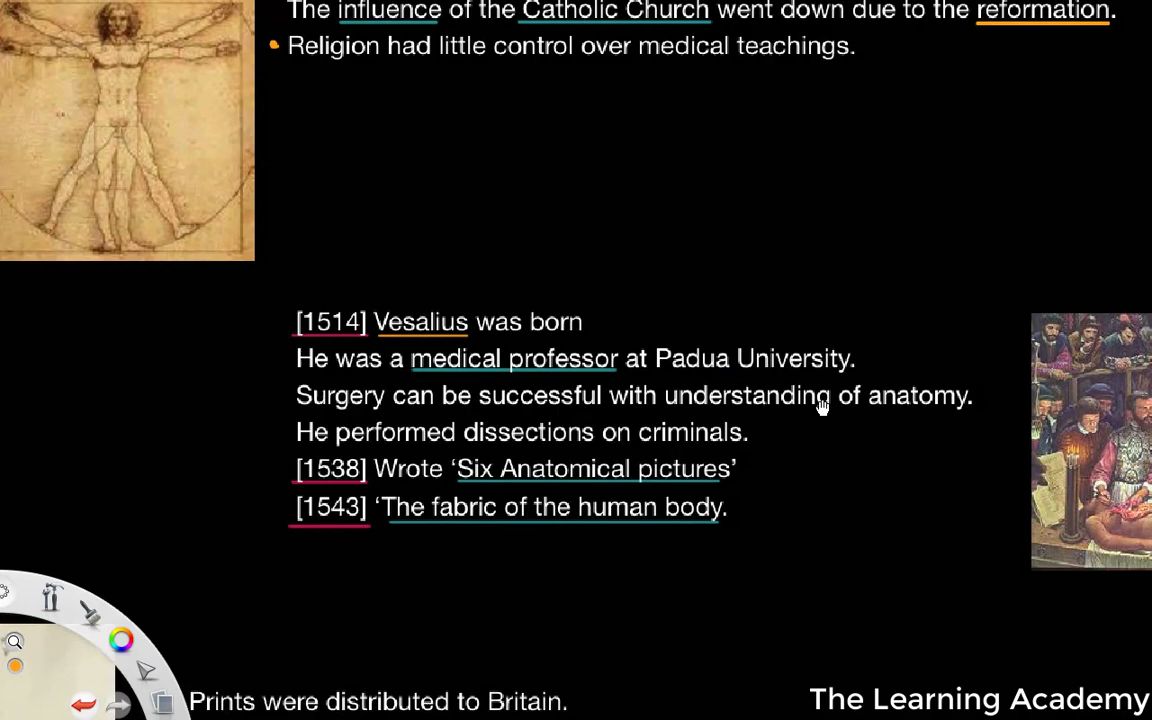 The influence of the Catholic Church went down due to the reformation.
• Religion had little control over medical teachings.
[1514] Vesalius was born
He was a medical professor at Padua University.
Surgery can be successful with understanding of anatomy.
He performed dissections on criminals.
[1538] Wrote ‘Six Anatomical pictures’
[1543] ‘The fabric of the human body.
Prints were distributed to Britain.
The Learning Academy